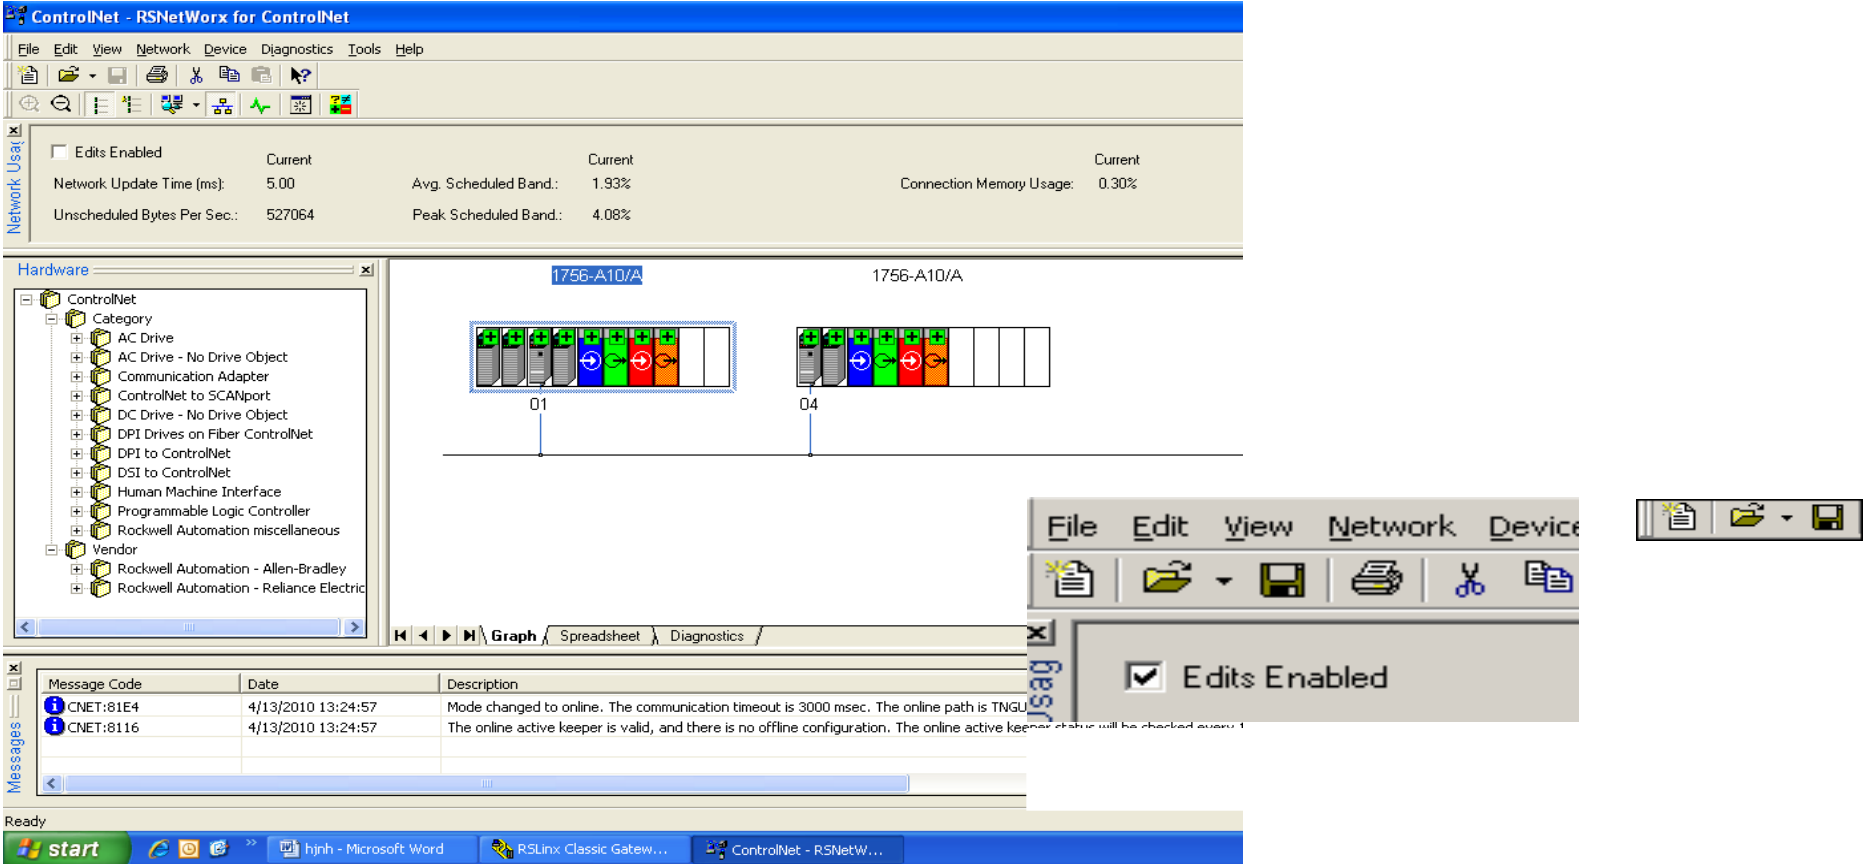 ControlNet - RSNetWorx for ControlNet
File Edit View Network Device Diagnostics Tools Help
Network Usag
Edits Enabled
Current Current Current
Network Update Time (ms): 5.00 Avg. Scheduled Band.: 1.93% Connection Memory Usage: 0.30%
Unscheduled Bytes Per Sec.: 527064 Peak Scheduled Band.: 4.08%
Hardware
ControlNet
Category
AC Drive
AC Drive - No Drive Object
Communication Adapter
ControlNet to SCANport
DC Drive - No Drive Object
DPI Drives on Fiber ControlNet
DPI to ControlNet
DSI to ControlNet
Human Machine Interface
Programmable Logic Controller
Rockwell Automation miscellaneous
Vendor
Rockwell Automation - Allen-Bradley
Rockwell Automation - Reliance Electric
1756-A10/A 1756-A10/A
01 04
Graph Spreadsheet Diagnostics
File Edit View Network Device
Edits Enabled
Messages
Message Code Date Description
CNET:81E4 4/13/2010 13:24:57 Mode changed to online. The communication timeout is 3000 msec. The online path is TNGU
CNET:8116 4/13/2010 13:24:57 The online active keeper is valid, and there is no offline configuration. The online active keeper status will be checked every 1
Ready
start hjnh - Microsoft Word RSLinx Classic Gatew... ControlNet - RSNetW...